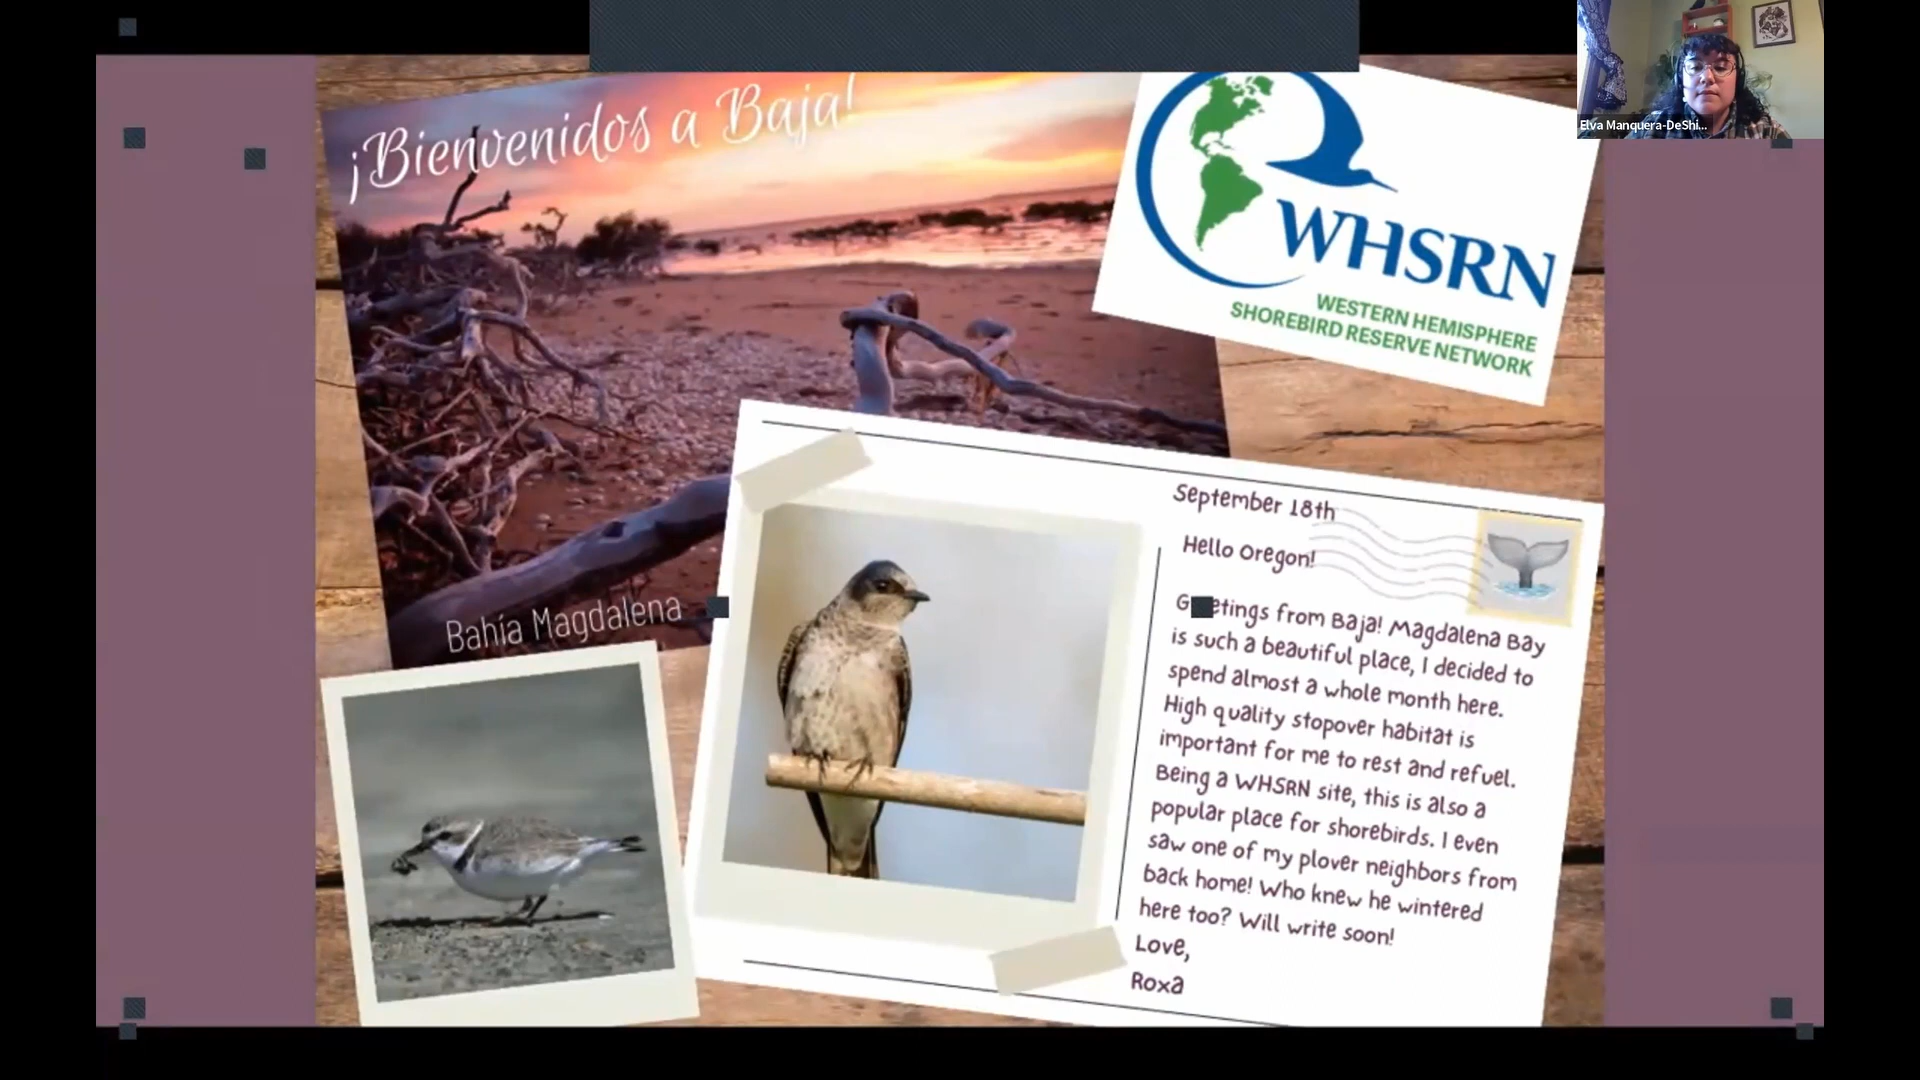 ¡Bienvenidos a Baja!
WHSRN
WESTERN HEMISPHERE
SHOREBIRD RESERVE NETWORK
Elva Manquera-DeShi...
Bahía Magdalena
September 18th
Hello Oregon!
Greetings from Baja! Magdalena Bay
is such a beautiful place, I decided to
spend almost a whole month here.
High quality stopover habitat is
important for me to rest and refuel.
Being a WHSRN site, this is also a
popular place for shorebirds. I even
saw one of my plover neighbors from
back home! Who knew he wintered
here too? Will write soon!
Love,
Roxa